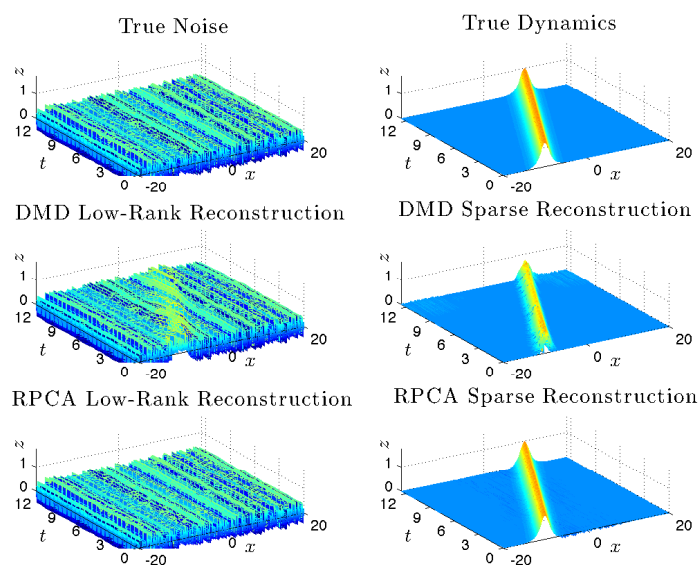 True Noise True Dynamics
z z
1 1
0 0
12 12
9 9
6 6
3 3
0 0
t t
-20 -20
0 0
20 20
x x
DMD Low-Rank Reconstruction DMD Sparse Reconstruction
z z
1 1
0 0
12 12
9 9
6 6
3 3
0 0
t t
-20 -20
0 0
20 20
x x
RPCA Low-Rank Reconstruction RPCA Sparse Reconstruction
z z
1 1
0 0
12 12
9 9
6 6
3 3
0 0
t t
-20 -20
0 0
20 20
x x